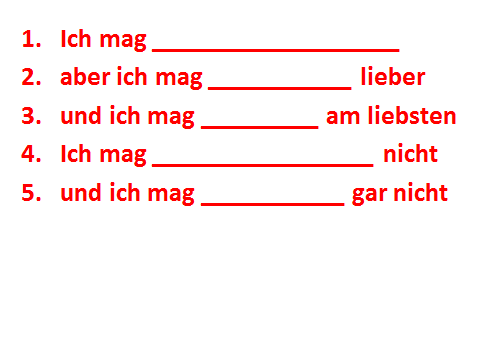 1. Ich mag ___________________
2. aber ich mag ___________ lieber
3. und ich mag _________ am liebsten
4. Ich mag _________________ nicht
5. und ich mag ___________ gar nicht